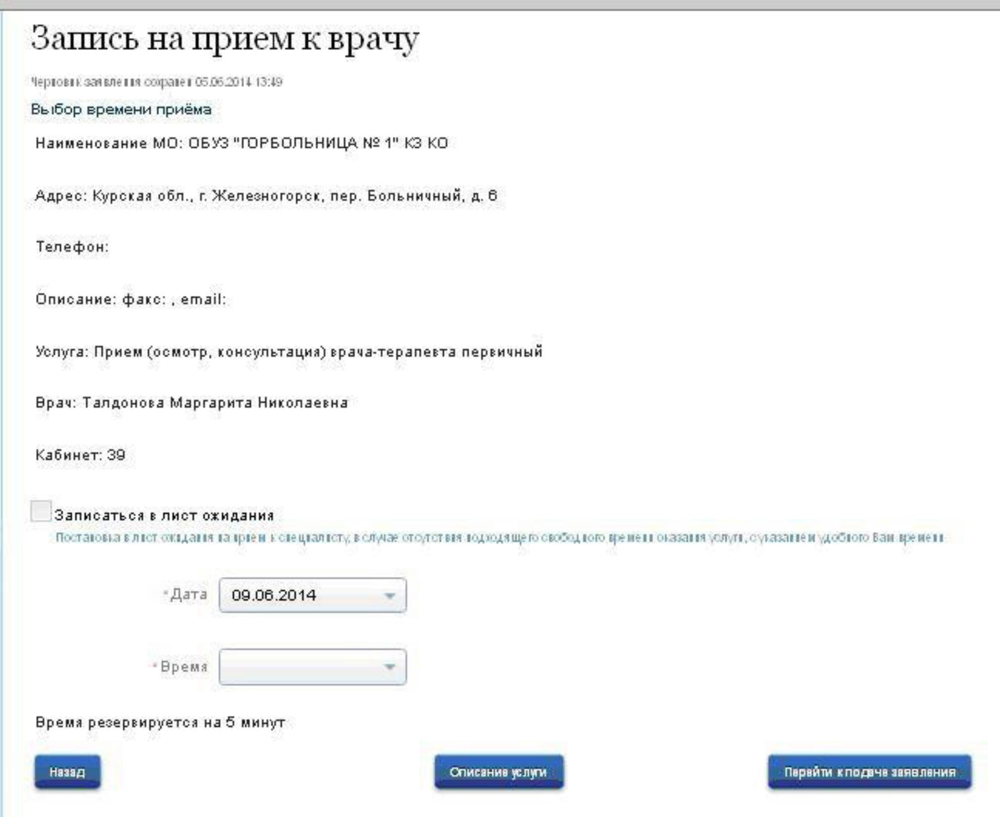 Запись на прием к врачу
Черновик заявления сохранен 05.06.2014 13:49
Выбор времени приёма
Наименование МО: ОБУЗ "ГОРБОЛЬНИЦА № 1" КЗ КО
Адрес: Курская обл., г. Железногорск, пер. Больничный, д. 6
Телефон:
Описание: факс: , email:
Услуга: Прием (осмотр, консультация) врача-терапевта первичный
Врач: Талдонова Маргарита Николаевна
Кабинет: 39
Записаться в лист ожидания
Постановка в лист ожидания на прием к специалисту, в случае отсутствия подходящего свободного времени оказания услуги, с указанием удобного Вам времени
*Дата 09.06.2014
*Время
Время резервируется на 5 минут
Назад
Описание услуги
Перейти к подаче заявления